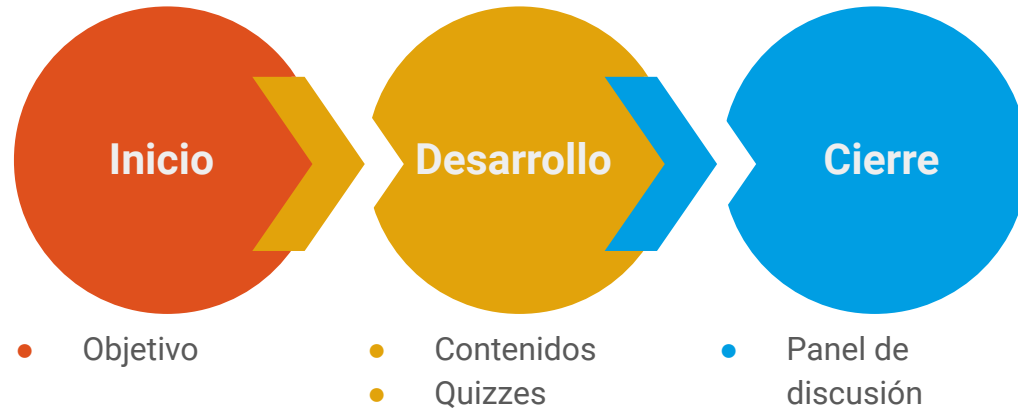 Inicio
Desarrollo
Cierre
• Objetivo
• Contenidos
• Quizzes
• Panel de
discusión